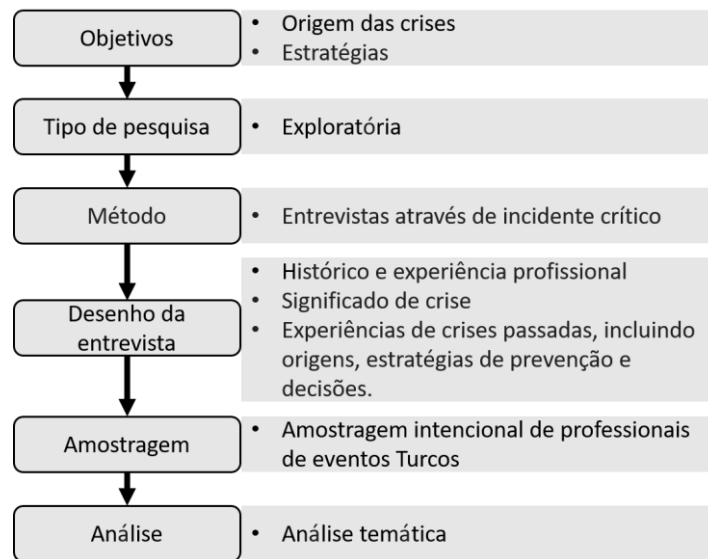 Objetivos
• Origem das crises
• Estratégias
Tipo de pesquisa
• Exploratória
Método
• Entrevistas através de incidente crítico
Desenho da
entrevista
• Histórico e experiência profissional
• Significado de crise
• Experiências de crises passadas, incluindo
origens, estratégias de prevenção e
decisões.
Amostragem
• Amostragem intencional de professionais
de eventos Turcos
Análise
• Análise temática